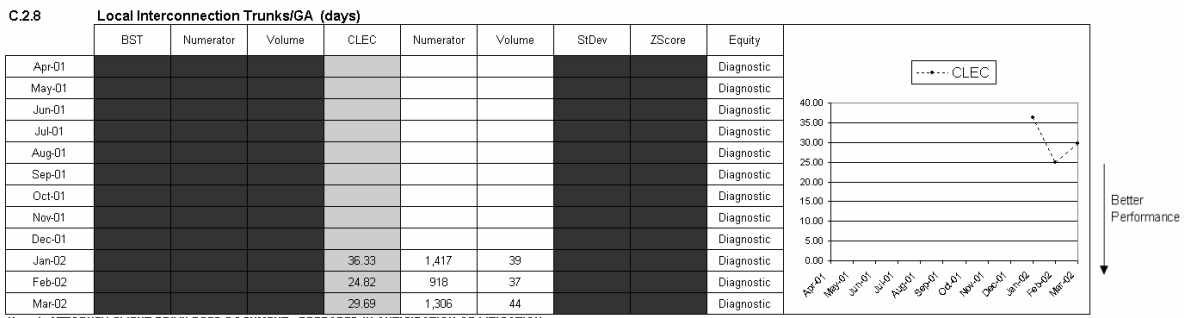 C.2.8 Local Interconnection Trunks/GA (days)
BST Numerator Volume CLEC Numerator Volume StDev ZScore Equity
Apr-01 Diagnostic
May-01 Diagnostic
Jun-01 Diagnostic
Jul-01 Diagnostic
Aug-01 Diagnostic
Sep-01 Diagnostic
Oct-01 Diagnostic
Nov-01 Diagnostic
Dec-01 Diagnostic
Jan-02 36.33 1,417 39 Diagnostic
Feb-02 24.82 918 37 Diagnostic
Mar-02 29.69 1,306 44 Diagnostic
CLEC
40.00
35.00
30.00
25.00
20.00
15.00
10.00
5.00
0.00
Apr-01 May-01 Jun-01 Jul-01 Aug-01 Sep-01 Oct-01 Nov-01 Dec-01 Jan-02 Feb-02 Mar-02
Better
Performance